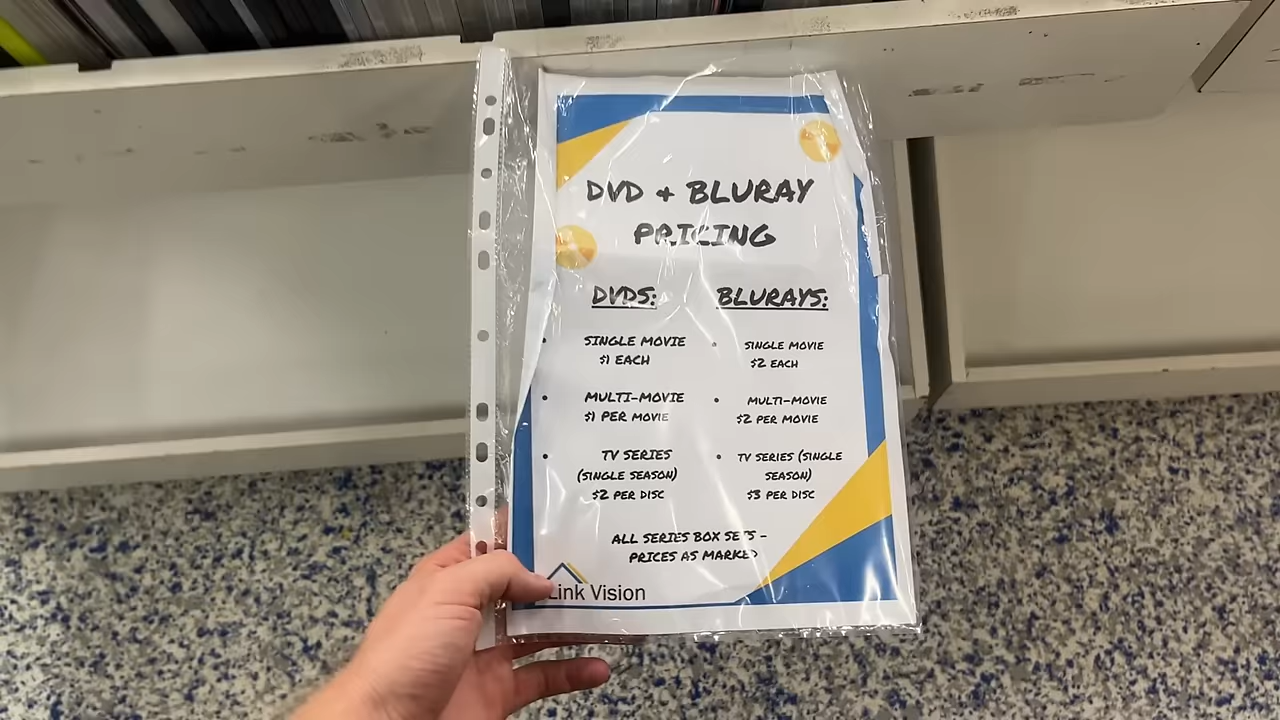 DVD + BLURAY
PRICING
DVDS:
SINGLE MOVIE
$1 EACH
MULTI-MOVIE
$1 PER MOVIE
TV SERIES
(SINGLE SEASON)
$2 PER DISC
BLURAYS:
SINGLE MOVIE
$2 EACH
MULTI-MOVIE
$2 PER MOVIE
TV SERIES (SINGLE
SEASON)
$3 PER DISC
ALL SERIES BOX SETS -
PRICES AS MARKED
Link Vision